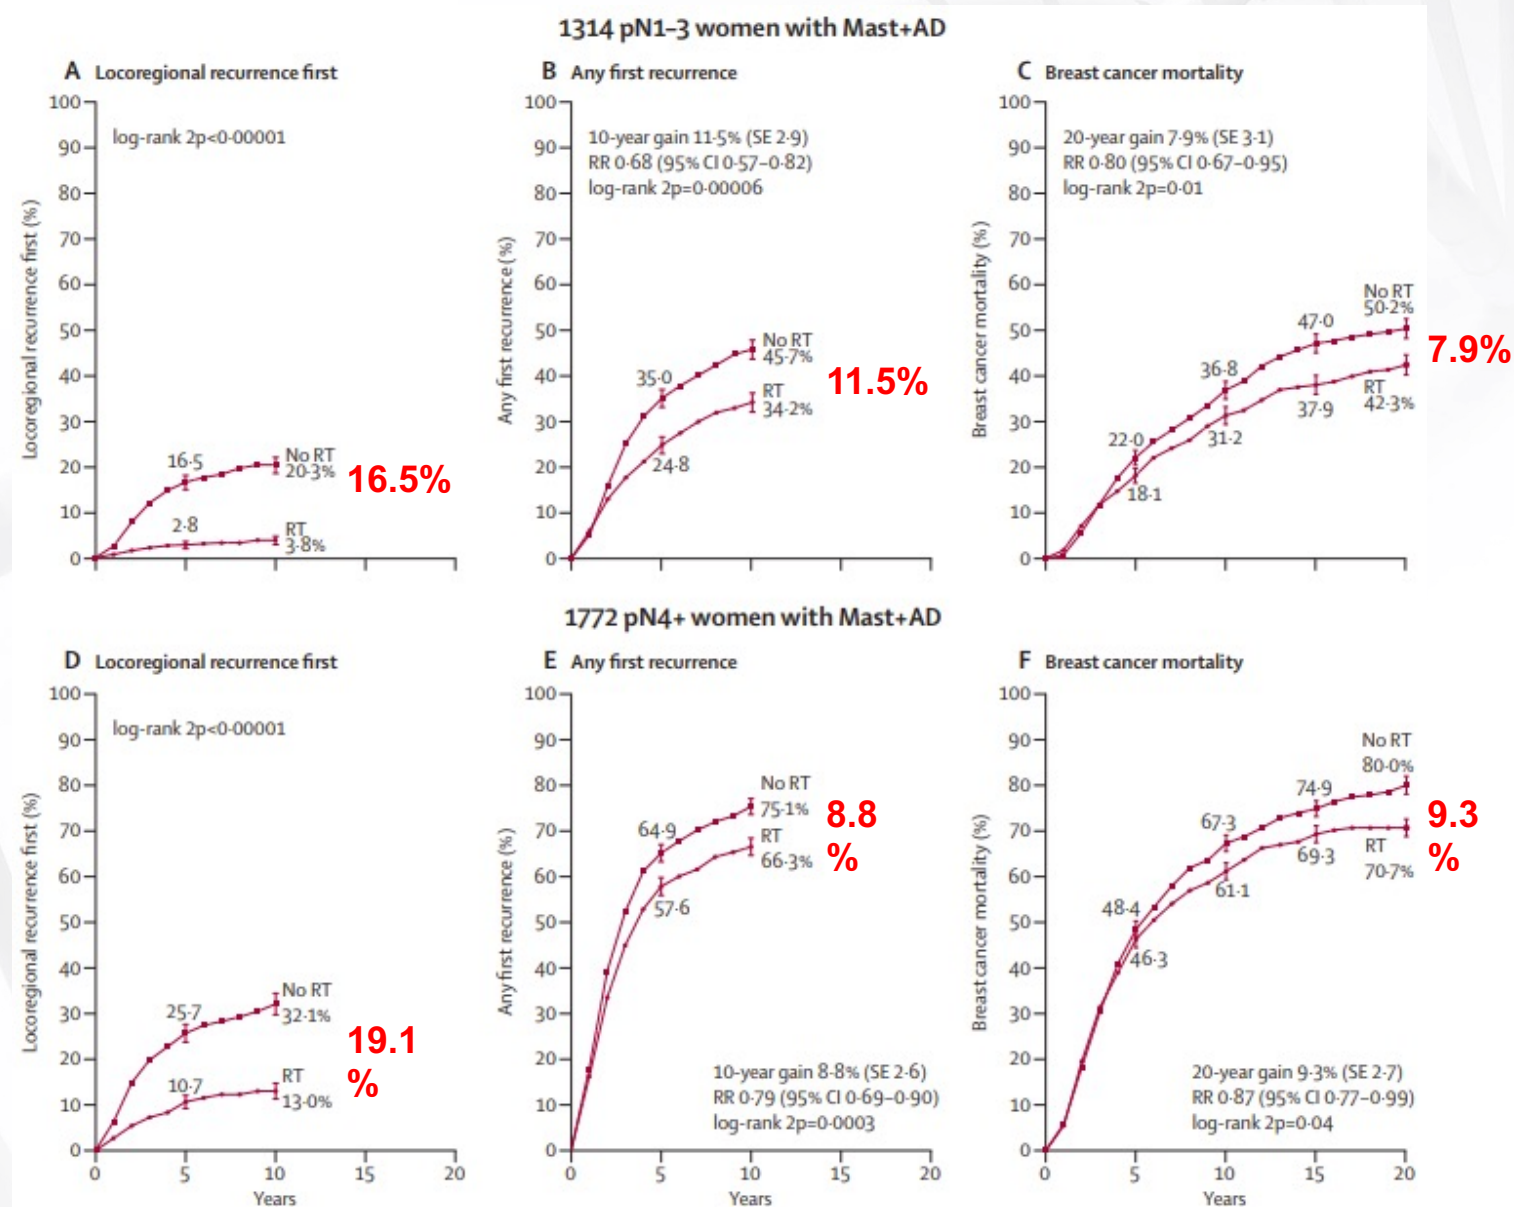 1314 pN1–3 women with Mast+AD
A Locoregional recurrence first
Locoregional recurrence first (%)
100
90
80
70
60
50
40
30
20
10
0
log-rank 2p<0·00001
16·5
No RT
20·3%
2·8
RT
3·8%
16.5%
B Any first recurrence
Any first recurrence (%)
100
90
80
70
60
50
40
30
20
10
0
10-year gain 11·5% (SE 2·9)
RR 0·68 (95% CI 0·57–0·82)
log-rank 2p=0·00006
35·0
No RT
45·7%
24·8
RT
34·2%
11.5%
C Breast cancer mortality
Breast cancer mortality (%)
100
90
80
70
60
50
40
30
20
10
0
20-year gain 7·9% (SE 3·1)
RR 0·80 (95% CI 0·67–0·95)
log-rank 2p=0·01
22·0
36·8
47·0
No RT
50·2%
18·1
31·2
37·9
RT
42·3%
7.9%
1772 pN4+ women with Mast+AD
D Locoregional recurrence first
Locoregional recurrence first (%)
100
90
80
70
60
50
40
30
20
10
0
log-rank 2p<0·00001
25·7
No RT
32·1%
10·7
RT
13·0%
19.1
%
0 5 10 15 20
Years
E Any first recurrence
Any first recurrence (%)
100
90
80
70
60
50
40
30
20
10
0
64·9
No RT
75·1%
57·6
RT
66·3%
8.8
%
10-year gain 8·8% (SE 2·6)
RR 0·79 (95% CI 0·69–0·90)
log-rank 2p=0·0003
0 5 10 15 20
Years
F Breast cancer mortality
Breast cancer mortality (%)
100
90
80
70
60
50
40
30
20
10
0
48·4
67·3
74·9
No RT
80·0%
46·3
61·1
69·3
RT
70·7%
9.3
%
20-year gain 9·3% (SE 2·7)
RR 0·87 (95% CI 0·77–0·99)
log-rank 2p=0·04
0 5 10 15 20
Years